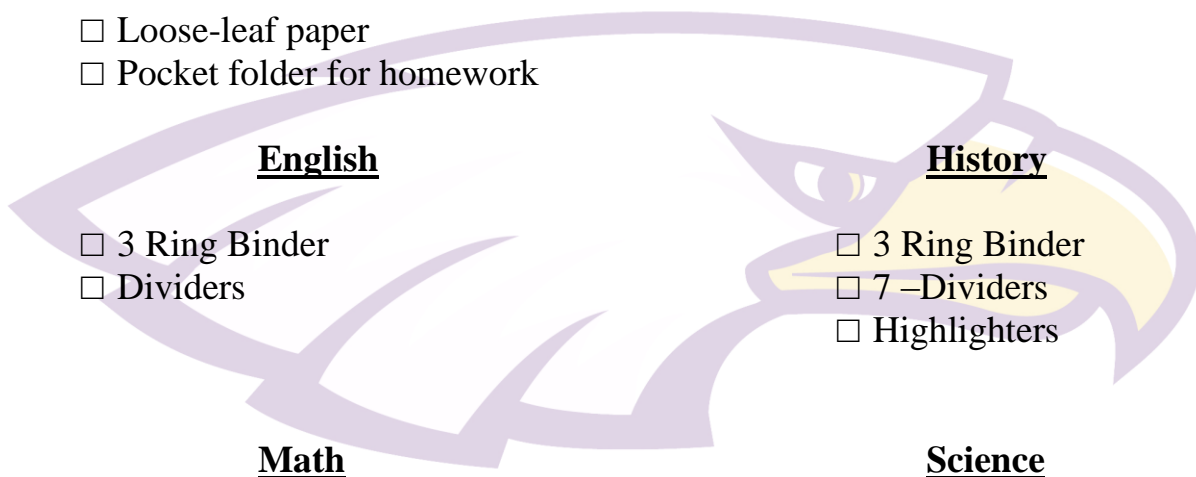 ☐ Loose-leaf paper
☐ Pocket folder for homework
English
☐ 3 Ring Binder
☐ Dividers
History
☐ 3 Ring Binder
☐ 7 –Dividers
☐ Highlighters
Math
Science